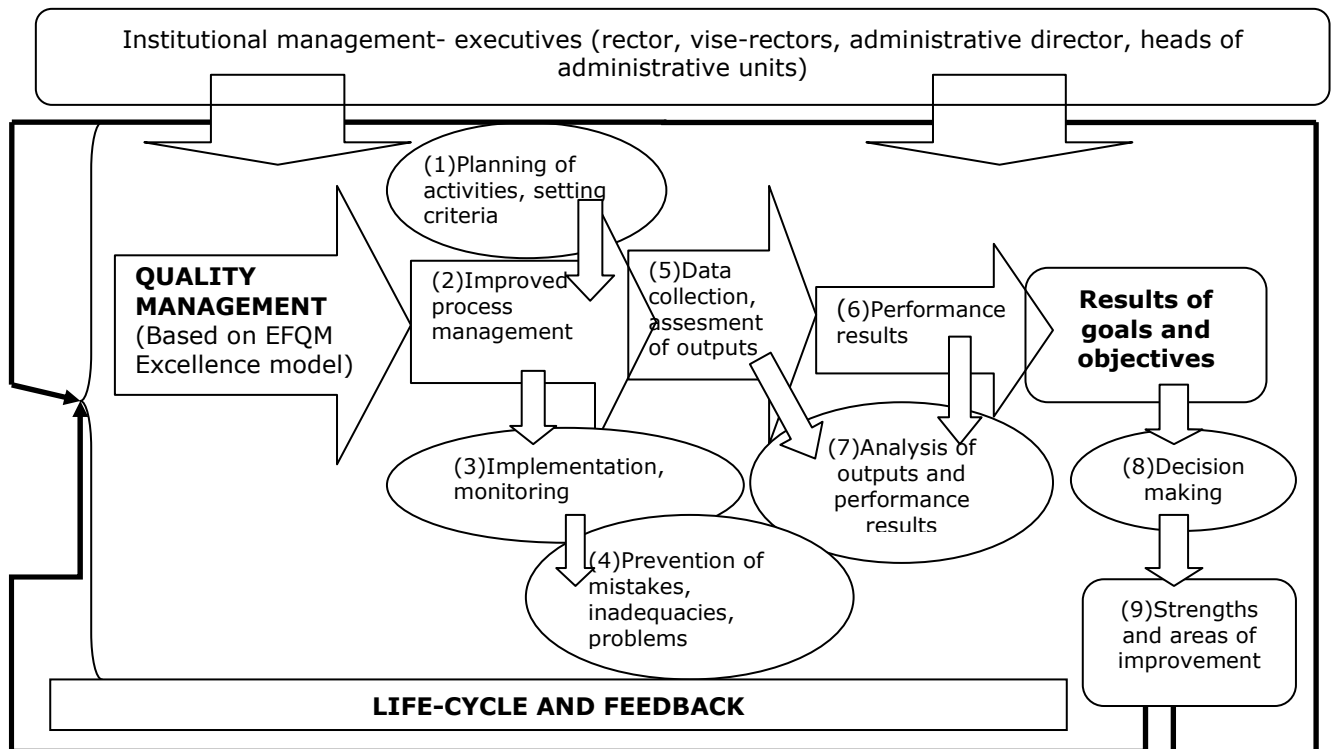 Institutional management- executives (rector, vise-rectors, administrative director, heads of
administrative units)
(1)Planning of
activities, setting
criteria
QUALITY
MANAGEMENT
(Based on EFQM
Excellence model)
(2)Improved
process
management
(5)Data
collection,
assesment
of outputs
(6)Performance
results
Results of
goals and
objectives
(3)Implementation,
monitoring
(7)Analysis of
outputs and
performance
results
(8)Decision
making
(4)Prevention of
mistakes,
inadequacies,
problems
(9)Strengths
and areas of
improvement
LIFE-CYCLE AND FEEDBACK